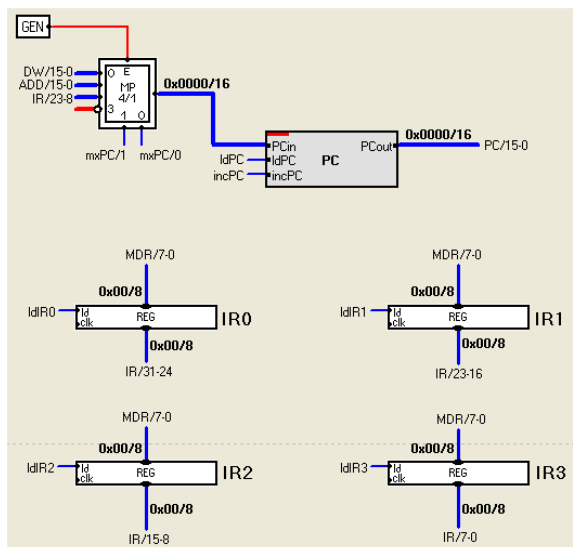 GEN
DW/15-0
ADD/15-0
IR/23-8
0 E
MP
4/1
3
1 0
0x0000/16
mxPC/1 mxPC/0
PCin PCout
ldPC ldPC PC
incPC incPC
0x0000/16
PC/15-0
MDR/7-0
0x00/8
ldIR0 ld
clk REG IR0
0x00/8
IR/31-24
MDR/7-0
0x00/8
ldIR1 ld
clk REG IR1
0x00/8
IR/23-16
MDR/7-0
0x00/8
ldIR2 ld
clk REG IR2
0x00/8
IR/15-8
MDR/7-0
0x00/8
ldIR3 ld
clk REG IR3
0x00/8
IR/7-0